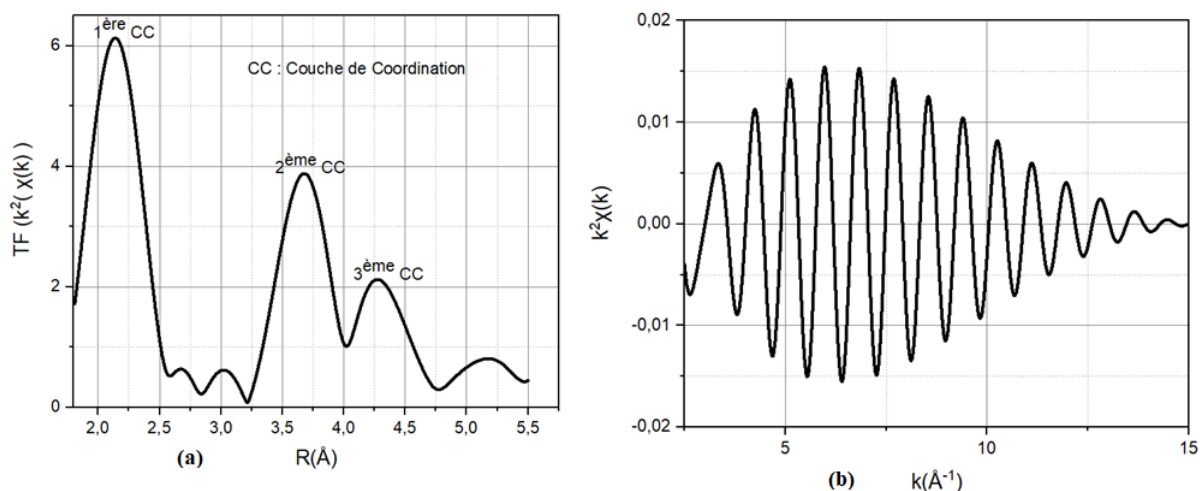 1ère CC
CC : Couche de Coordination
2ème CC
3ème CC
TF (k²( χ(k) )
6
4
2
0
2,0 2,5 3,0 3,5 4,0 4,5 5,0 5,5
(a) R(Å)
0,02
0,01
0,00
-0,01
-0,02
k²χ(k)
5 10 15
(b) k(Å⁻¹)